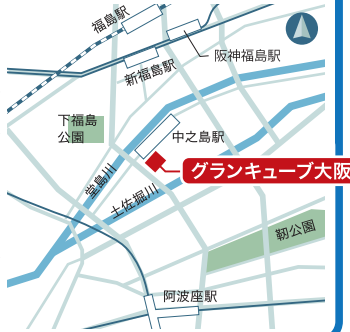 福島駅
阪神福島駅
新福島駅
下福島
公園
中之島駅
グランキューブ大阪
堂島川
土佐堀川
靭公園
阿波座駅